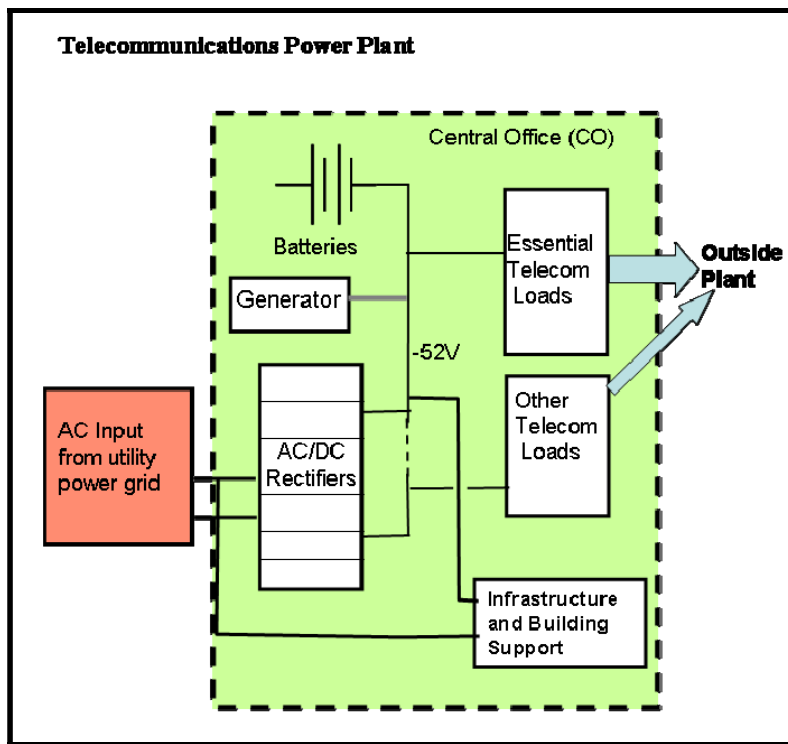 Telecommunications Power Plant
Central Office (CO)
Batteries
Essential
Telecom
Loads
Outside
Plant
Generator
-52V
AC Input
from utility
power grid
AC/DC
Rectifiers
Other
Telecom
Loads
Infrastructure
and Building
Support